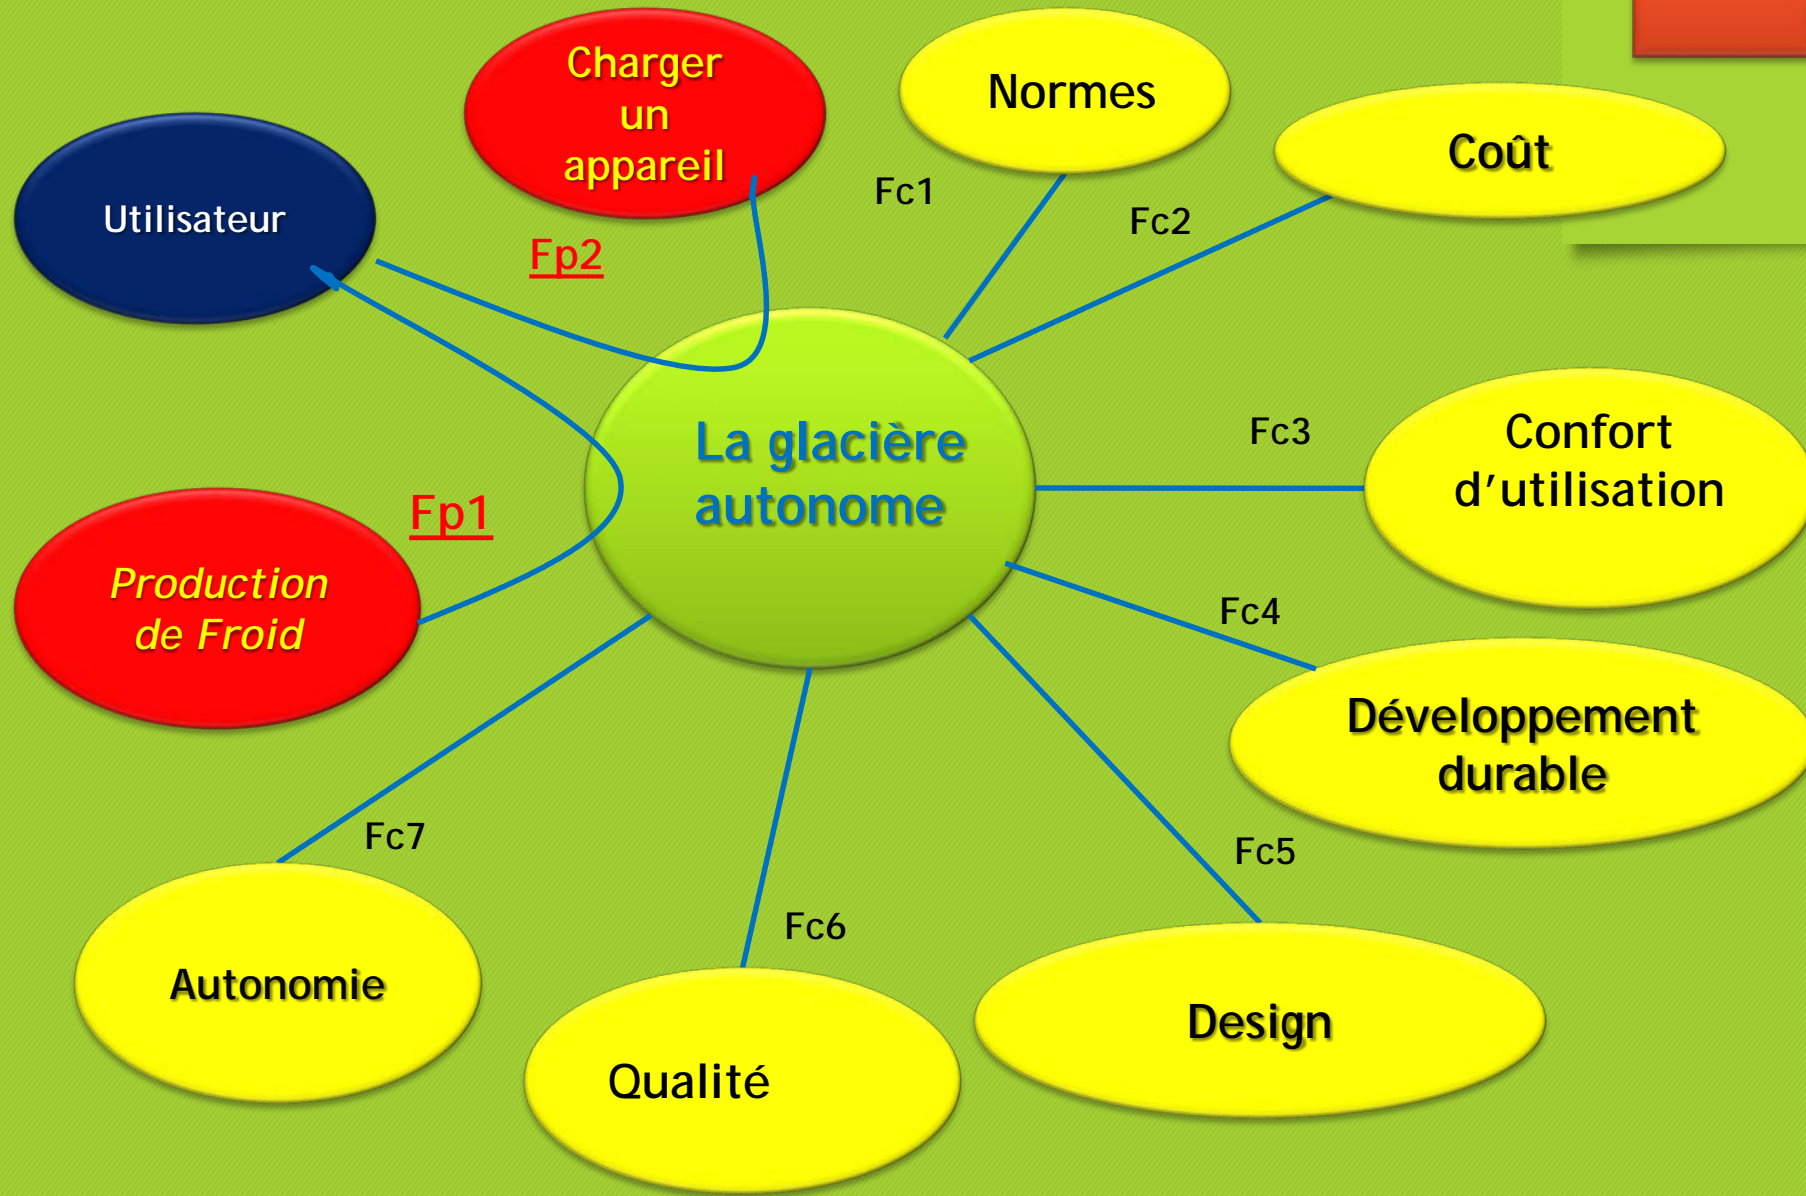 Charger
un
appareil
Normes
Coût
Utilisateur
Fc1
Fc2
Fp2
La glacière
autonome
Fc3
Confort
d’utilisation
Fp1
Production
de Froid
Fc4
Développement
durable
Fc7
Fc5
Fc6
Autonomie
Qualité
Design